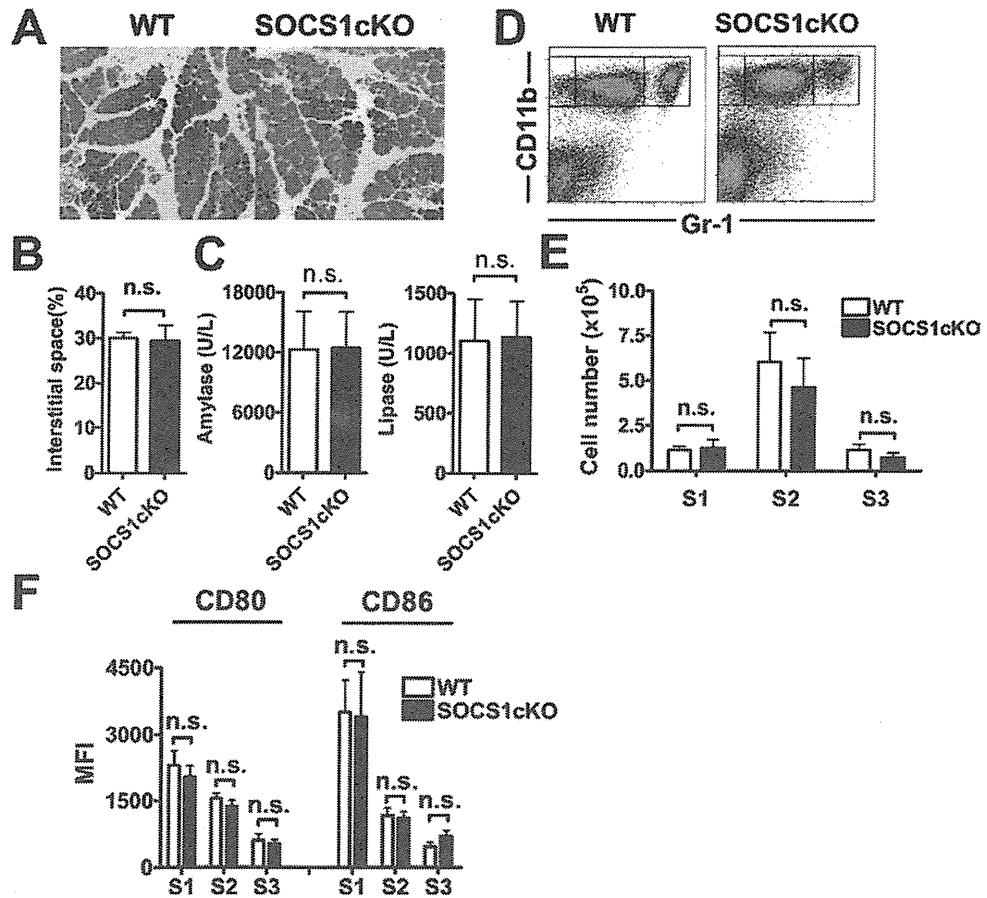 A
WT SOCS1cKO
D
WT SOCS1cKO
CD11b
Gr-1
B
Interstitial space(%)
40
30
20
10
0
n.s.
WT
SOCS1cKO
C
Amylase (U/L)
18000
12000
6000
0
n.s.
WT
SOCS1cKO
Lipase (U/L)
1500
1000
500
0
n.s.
WT
SOCS1cKO
E
Cell number (x10⁵)
10.0
7.5
5.0
2.5
0.0
n.s.
n.s.
n.s.
S1 S2 S3
WT
SOCS1cKO
F
CD80 CD86
MFI
4500
3000
1500
0
n.s.
n.s.
n.s.
n.s.
n.s.
n.s.
S1 S2 S3 S1 S2 S3
WT
SOCS1cKO